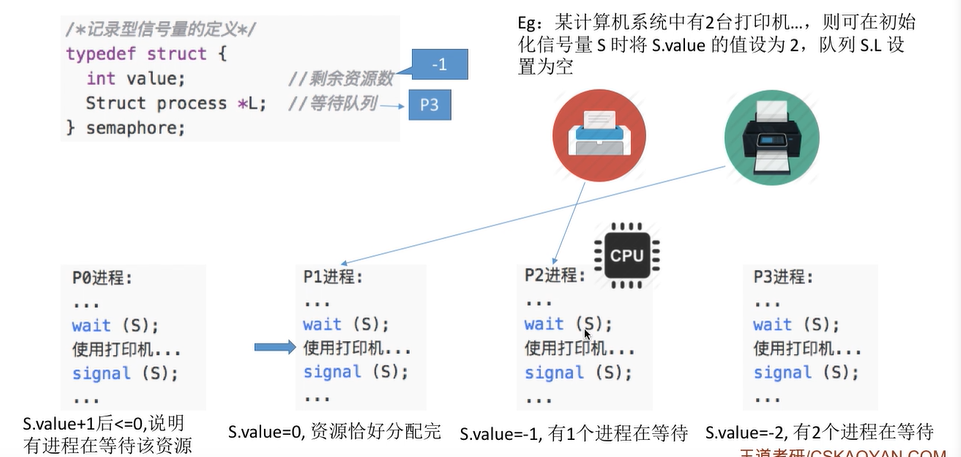 /*记录型信号量的定义*/
typedef struct {
int value; //剩余资源数
Struct process *L; //等待队列
} semaphore;
-1
P3
Eg：某计算机系统中有2台打印机...，则可在初始
化信号量 S 时将 S.value 的值设为 2，队列 S.L 设
置为空
CPU
P0进程:
...
wait (S);
使用打印机...
signal (S);
...
S.value+1后<=0,说明
有进程在等待该资源
P1进程:
...
wait (S);
使用打印机...
signal (S);
...
S.value=0, 资源恰好分配完
P2进程:
...
wait (S);
使用打印机...
signal (S);
...
S.value=-1, 有1个进程在等待
P3进程:
...
wait (S);
使用打印机...
signal (S);
...
S.value=-2, 有2个进程在等待
王道考研/CSKAOYAN.COM